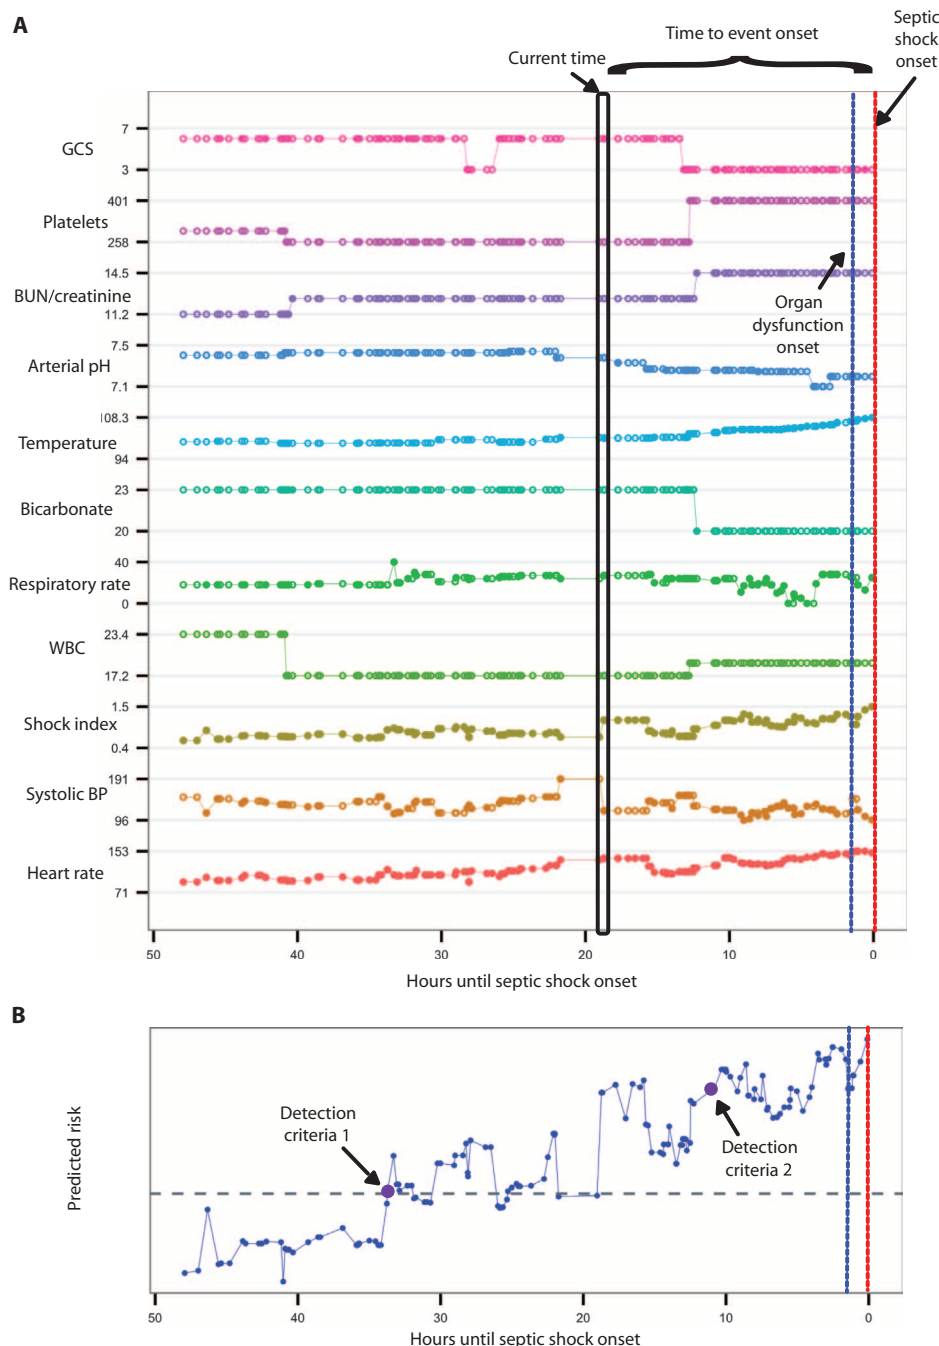 A
Septic
shock
onset
Time to event onset
Current time
7
GCS
3
401
Platelets
258
14.5
BUN/creatinine
11.2
Organ
dysfunction
onset
7.5
Arterial pH
7.1
108.3
Temperature
94
23
Bicarbonate
20
40
Respiratory rate
0
23.4
WBC
17.2
1.5
Shock index
0.4
191
Systolic BP
96
153
Heart rate
71
50 40 30 20 10 0
Hours until septic shock onset
B
Predicted risk
Detection
criteria 1
Detection
criteria 2
50 40 30 20 10 0
Hours until septic shock onset